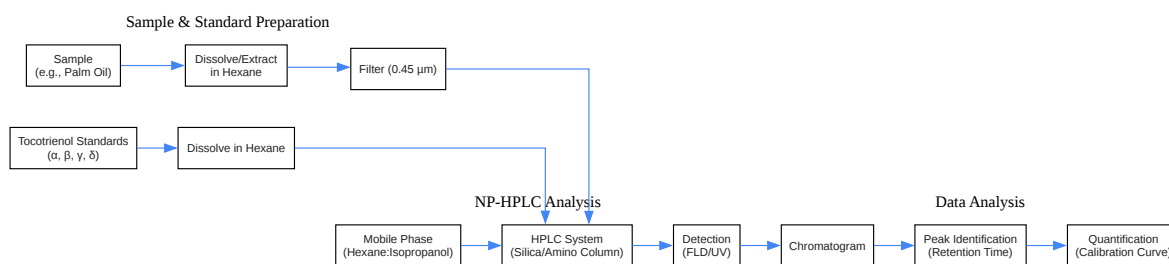 Sample & Standard Preparation
Sample
(e.g., Palm Oil)
Dissolve/Extract
in Hexane
Filter (0.45 µm)
Tocotrienol Standards
(α, β, γ, δ)
Dissolve in Hexane
NP-HPLC Analysis
Data Analysis
Mobile Phase
(Hexane:Isopropanol)
HPLC System
(Silica/Amino Column)
Detection
(FLD/UV)
Chromatogram
Peak Identification
(Retention Time)
Quantification
(Calibration Curve)